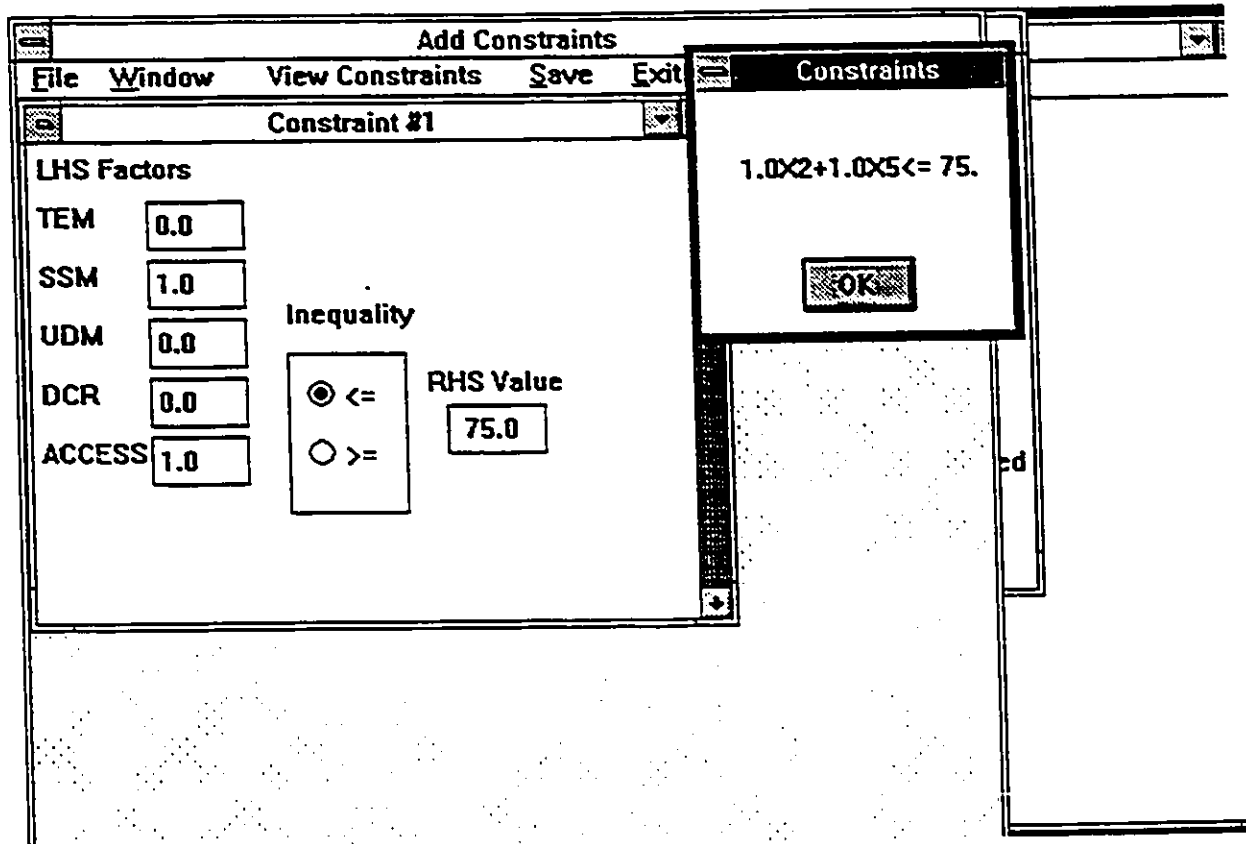 Add Constraints
File Window View Constraints Save Exit
Constraint #1
LHS Factors
TEM 0.0
SSM 1.0
UDM 0.0
DCR 0.0
ACCESS 1.0
Inequality
<=
>=
RHS Value
75.0
Constraints
1.0X2+1.0X5<= 75.
OK
ed